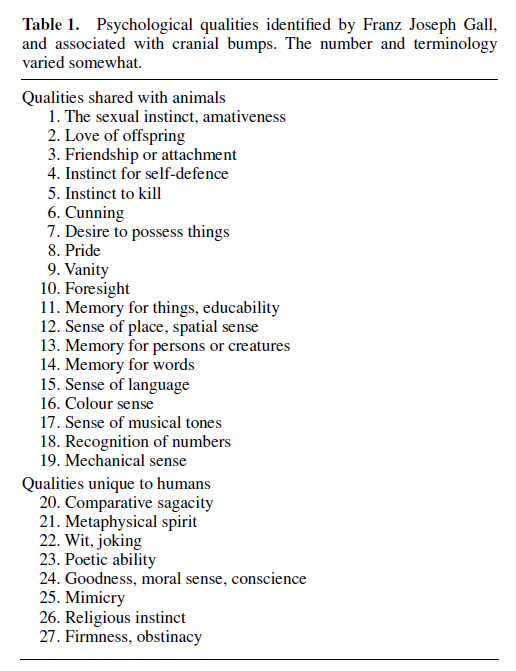 Table 1. Psychological qualities identified by Franz Joseph Gall,
and associated with cranial bumps. The number and terminology
varied somewhat.
Qualities shared with animals
1. The sexual instinct, amativeness
2. Love of offspring
3. Friendship or attachment
4. Instinct for self-defence
5. Instinct to kill
6. Cunning
7. Desire to possess things
8. Pride
9. Vanity
10. Foresight
11. Memory for things, educability
12. Sense of place, spatial sense
13. Memory for persons or creatures
14. Memory for words
15. Sense of language
16. Colour sense
17. Sense of musical tones
18. Recognition of numbers
19. Mechanical sense
Qualities unique to humans
20. Comparative sagacity
21. Metaphysical spirit
22. Wit, joking
23. Poetic ability
24. Goodness, moral sense, conscience
25. Mimicry
26. Religious instinct
27. Firmness, obstinacy